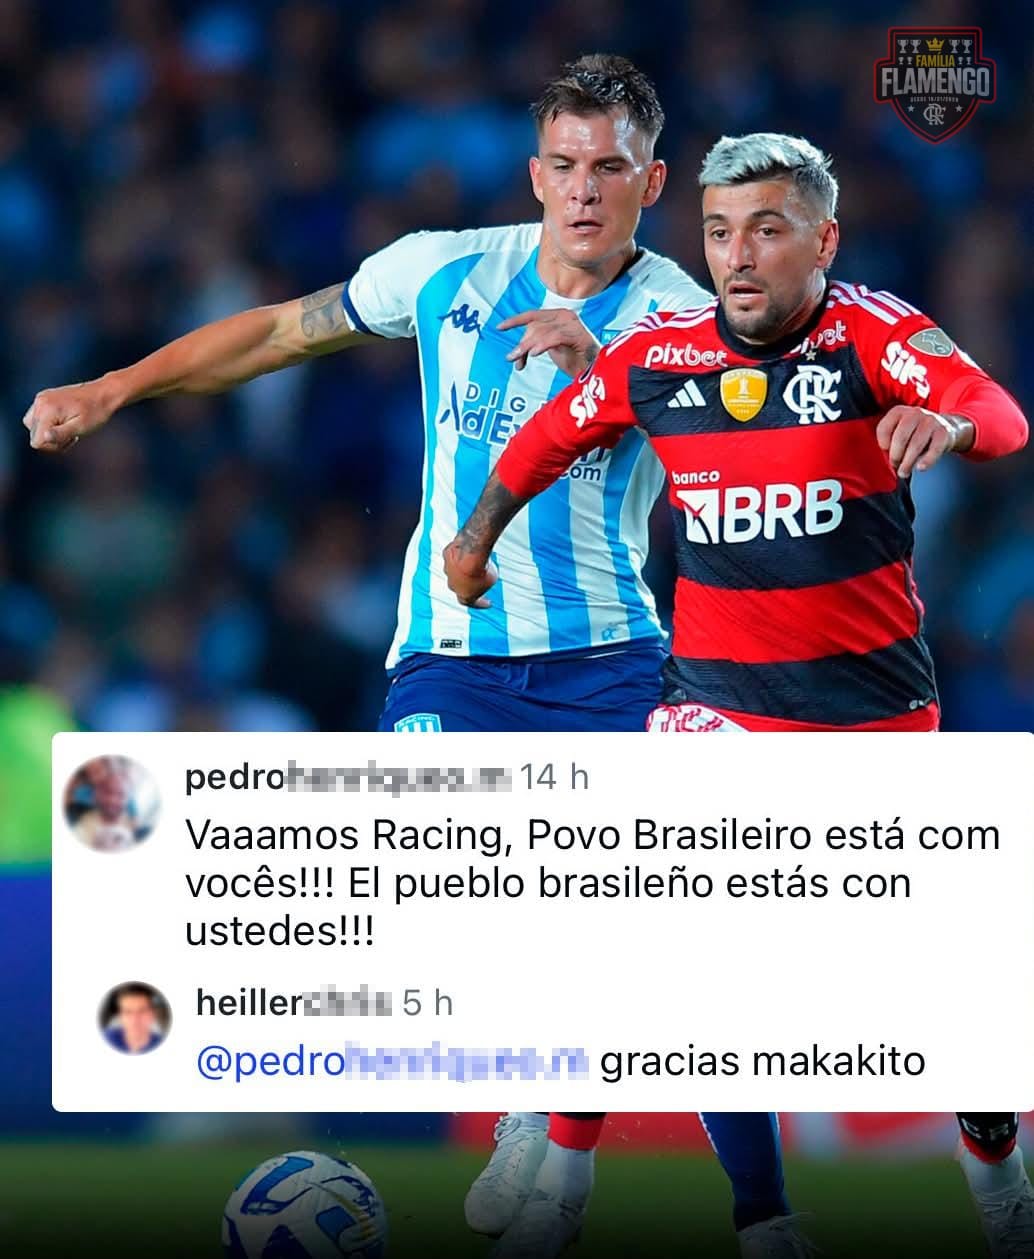 FAMÍLIA
FLAMENGO
pixbet
banco
BRB
RACING
pedro 14 h
Vaaamos Racing, Povo Brasileiro está com
vocês!!! El pueblo brasileño estás con
ustedes!!!
heiller 5 h
@pedro gracias makakito